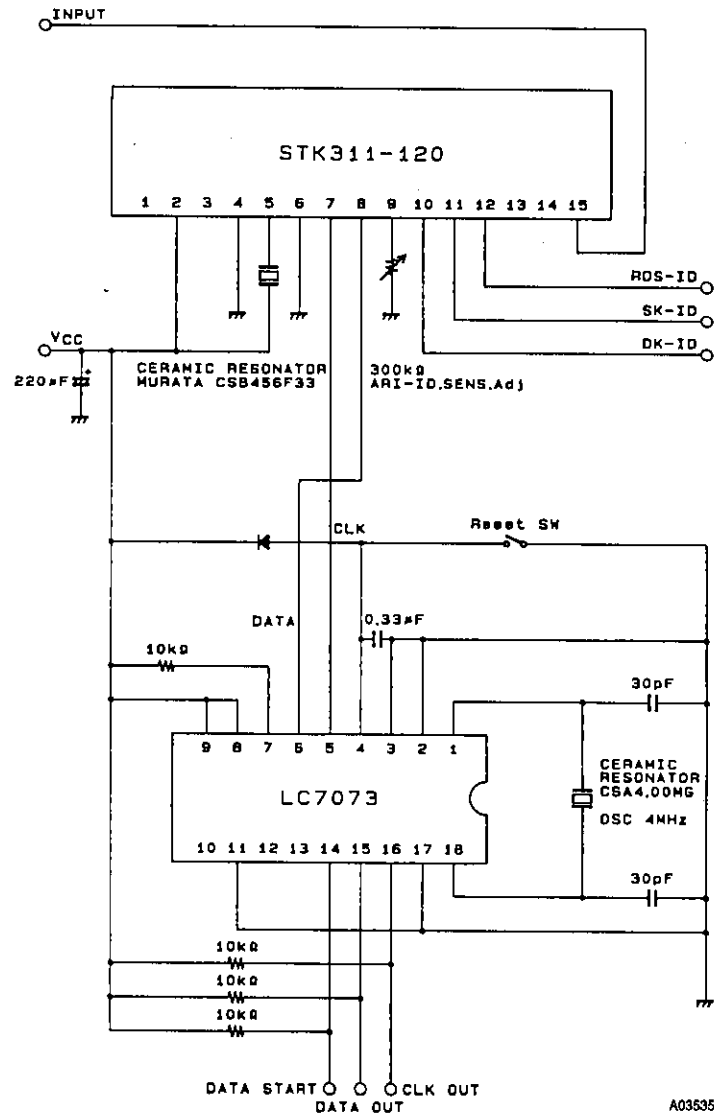 INPUT
STK311-120
1 2 3 4 5 6 7 8 9 10 11 12 13 14 15
RDS-ID
SK-ID
DK-ID
VCC
220μF
+
CERAMIC RESONATOR
MURATA CSB456F33
300kΩ
ARI-ID,SENS,Adj
CLK
Reset SW
DATA
0.33μF
10kΩ
30pF
9 8 7 6 5 4 3 2 1
LC7073
CERAMIC
RESONATOR
CSA4.00MG
OSC 4MHz
10 11 12 13 14 15 16 17 18
30pF
10kΩ
10kΩ
10kΩ
DATA START
CLK OUT
DATA OUT
A03535